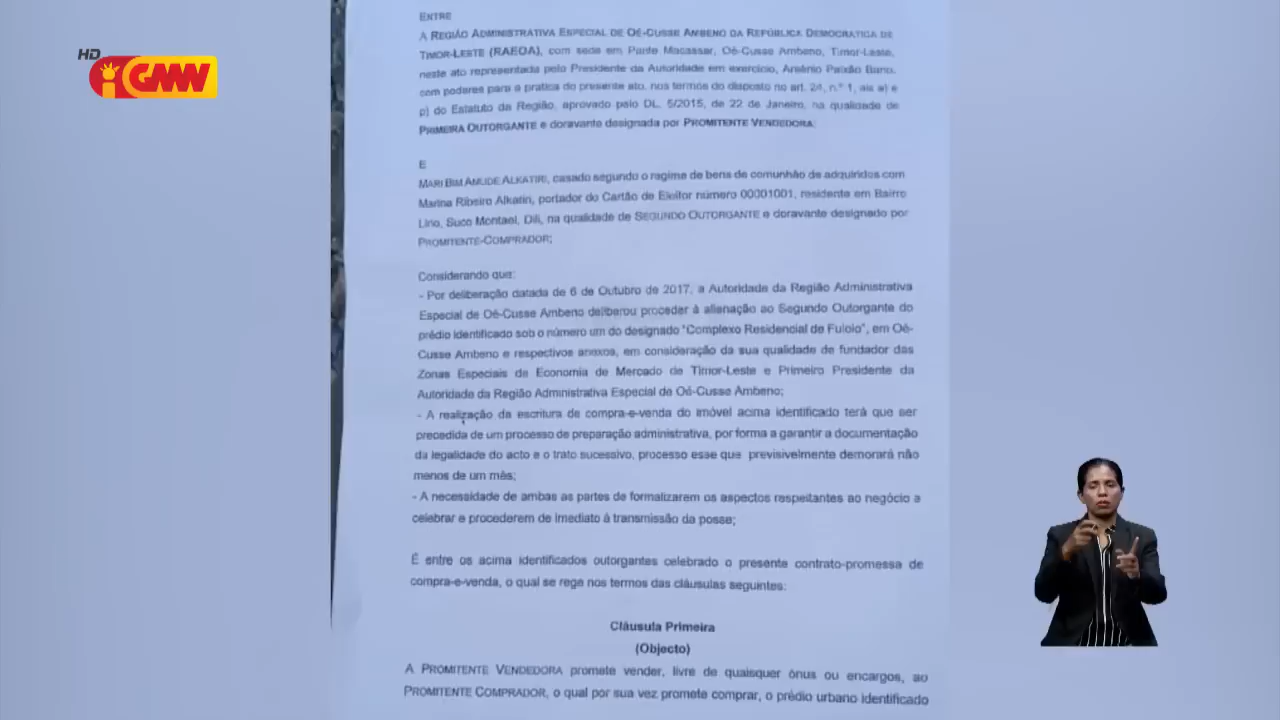 HD
GMN
ENTRE
A REGIÃO ADMINISTRATIVA ESPECIAL DE OÉ-CUSSE AMBENO DA REPÚBLICA DEMOCRÁTICA DE
TIMOR-LESTE (RAEOA), com sede em Pante Macassar, Oé-Cusse Ambeno, Timor-Leste,
neste ato representada pelo Presidente da Autoridade em exercício, Arsénio Paixão Bano,
com poderes para a prática do presente ato, nos termos do disposto no art. 24, n.º 1, als a) e
p) do Estatuto da Região, aprovado pelo DL. 5/2015, de 22 de Janeiro, na qualidade de
PRIMEIRA OUTORGANTE e doravante designada por PROMITENTE VENDEDORA;
E
MARI BIM AMUDE ALKATIRI, casado segundo o regime de bens de comunhão de adquiridos com
Marina Ribeiro Alkatiri, portador do Cartão de Eleitor número 00001001, residente em Bairro
Lirio, Suco Montael, Dili, na qualidade de SEGUNDO OUTORGANTE e doravante designado por
PROMITENTE-COMPRADOR;
Considerando que:
- Por deliberação datada de 6 de Outubro de 2017, a Autoridade da Região Administrativa
Especial de Oé-Cusse Ambeno deliberou proceder à alienação ao Segundo Outorgante do
prédio identificado sob o número um do designado "Complexo Residencial de Fulolo", em Oé-
Cusse Ambeno e respectivos anexos, em consideração da sua qualidade de fundador das
Zonas Especiais de Economia de Mercado de Timor-Leste e Primeiro Presidente da
Autoridade da Região Administrativa Especial de Oé-Cusse Ambeno;
- A realização da escritura de compra-e-venda do imóvel acima identificado terá que ser
precedida de um processo de preparação administrativa, por forma a garantir a documentação
da legalidade do acto e o trato sucessivo, processo esse que previsivelmente demorará não
menos de um mês;
- A necessidade de ambas as partes de formalizarem os aspectos respeitantes ao negócio a
celebrar e procederem de imediato à transmissão da posse;
É entre os acima identificados outorgantes celebrado o presente contrato-promessa de
compra-e-venda, o qual se rege nos termos das cláusulas seguintes:
Cláusula Primeira
(Objecto)
A PROMITENTE VENDEDORA promete vender, livre de quaisquer ónus ou encargos, ao
PROMITENTE COMPRADOR, o qual por sua vez promete comprar, o prédio urbano identificado